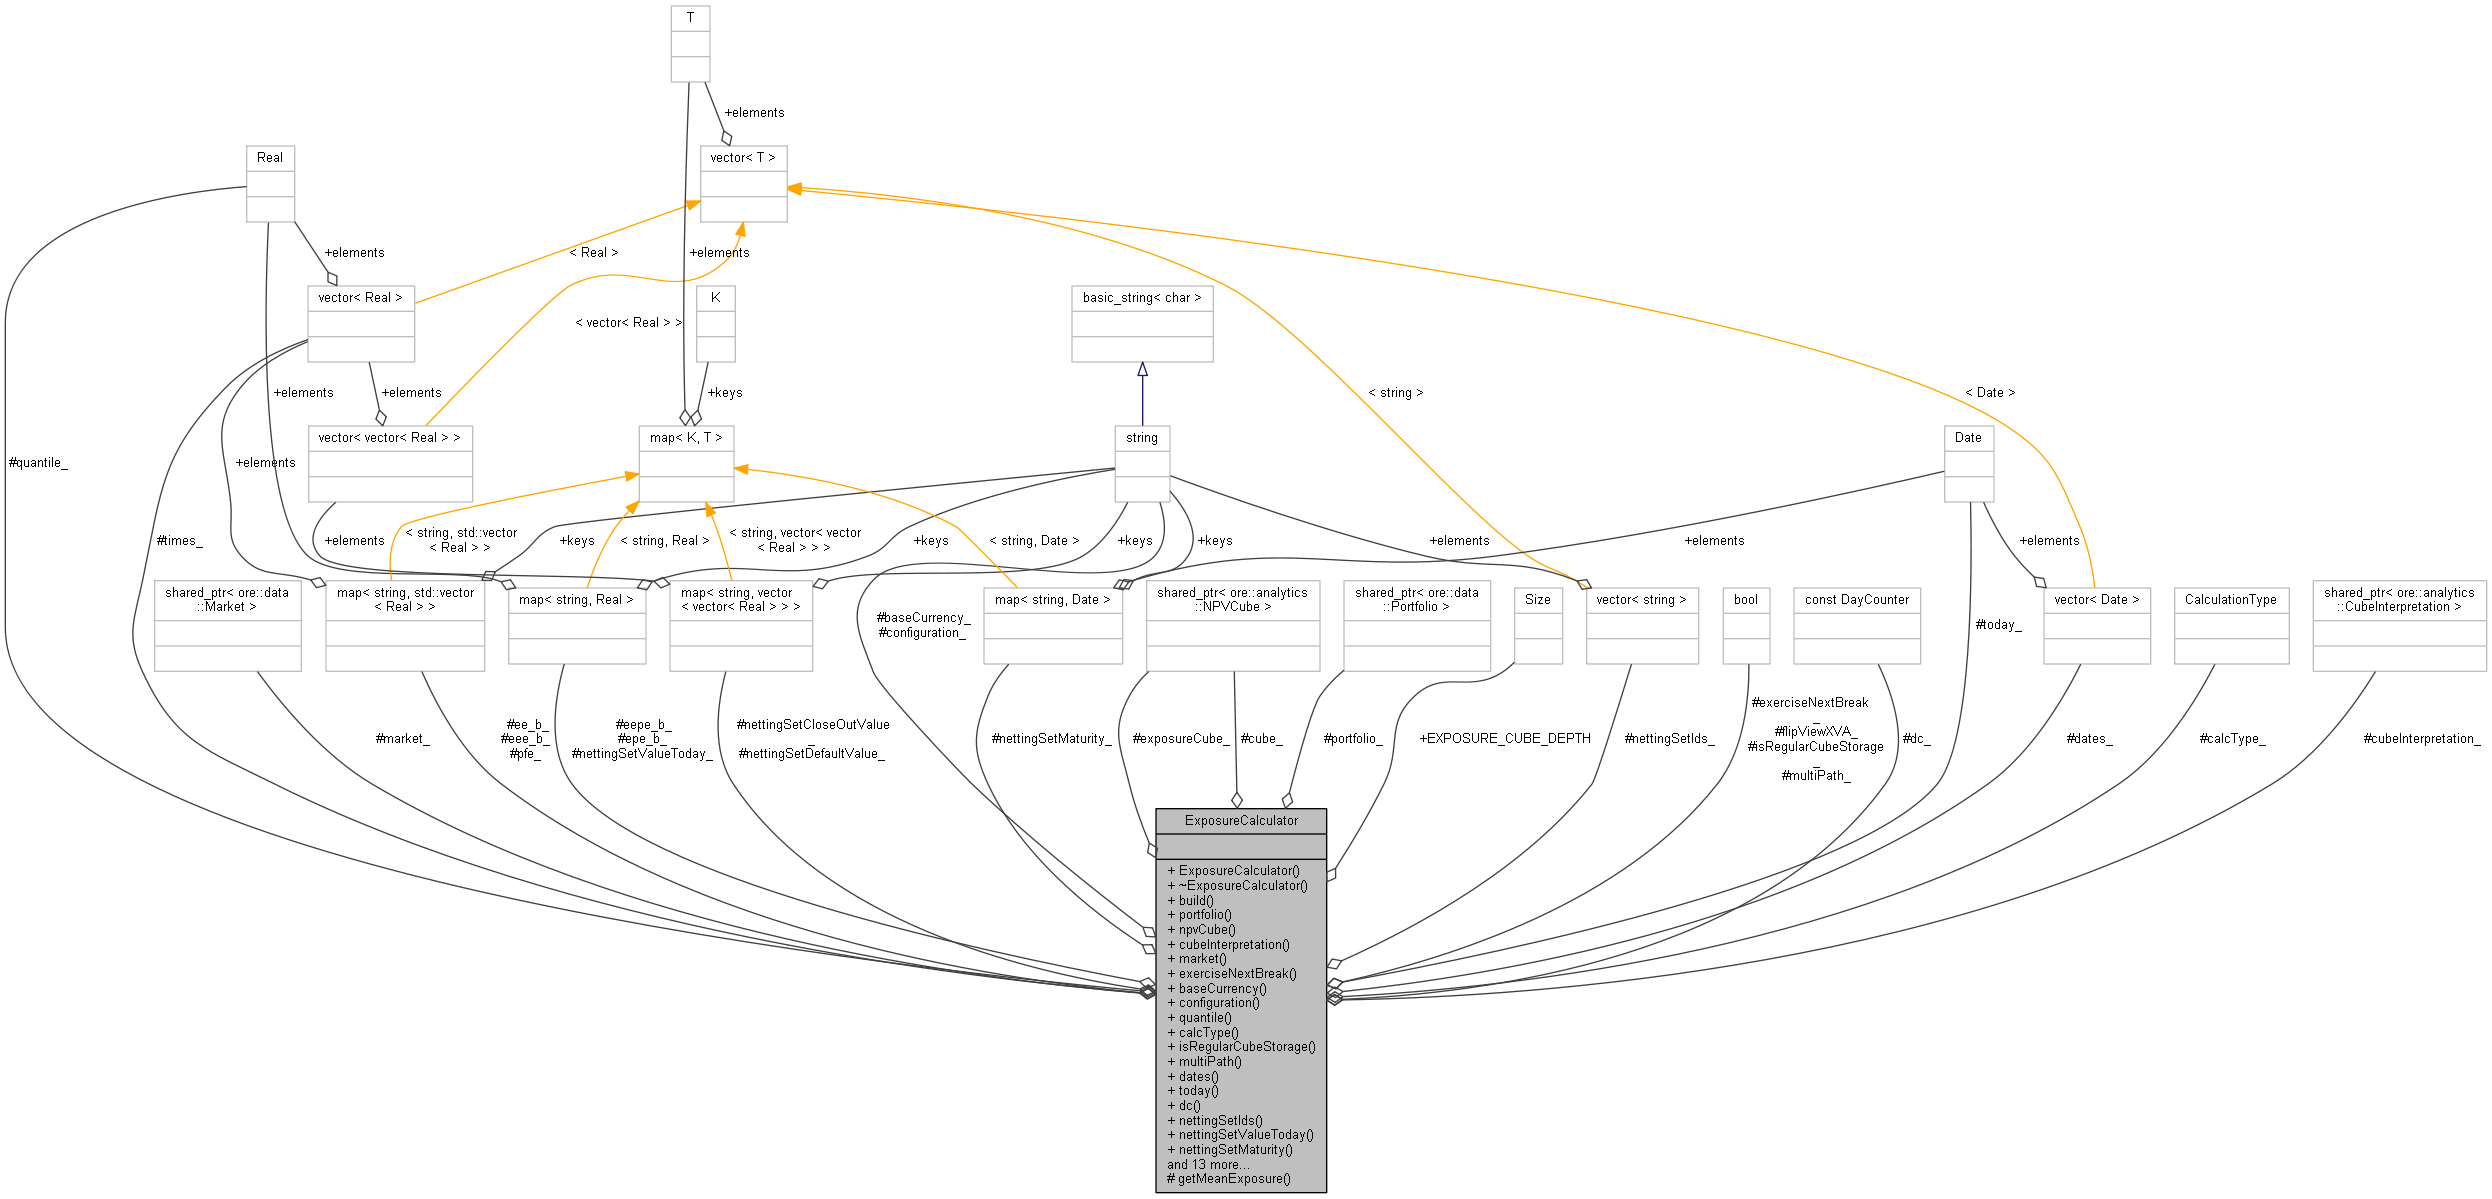 T
+elements
Real
vector< T >
+elements
< Real >
+elements
vector< Real >
K
basic_string< char >
< vector< Real > >
+elements
+elements
+keys
< string >
< Date >
vector< vector< Real > >
map< K, T >
string
Date
#quantile_
+elements
#times_
+elements
< string, std::vector
< Real > >
+keys
< string, Real >
< string, vector< vector
< Real > > >
+keys
< string, Date >
+keys
+keys
+elements
+elements
+elements
shared_ptr< ore::data
::Market >
map< string, std::vector
< Real > >
map< string, Real >
map< string, vector
< vector< Real > > >
#baseCurrency_
#configuration_
map< string, Date >
shared_ptr< ore::analytics
::NPVCube >
shared_ptr< ore::data
::Portfolio >
Size
vector< string >
bool
const DayCounter
#today_
vector< Date >
CalculationType
shared_ptr< ore::analytics
::CubeInterpretation >
#market_
#ee_b_
#eee_b_
#pfe_
#eepe_b_
#epe_b_
#nettingSetValueToday_
#nettingSetCloseOutValue
_
#nettingSetDefaultValue_
#nettingSetMaturity_
#exposureCube_
#cube_
#portfolio_
+EXPOSURE_CUBE_DEPTH
#nettingSetIds_
#exerciseNextBreak
_
#flipViewXVA_
#isRegularCubeStorage
_
#multiPath_
#dc_
#dates_
#calcType_
#cubeInterpretation_
ExposureCalculator
+ ExposureCalculator()
+ ~ExposureCalculator()
+ build()
+ portfolio()
+ npvCube()
+ cubeInterpretation()
+ market()
+ exerciseNextBreak()
+ baseCurrency()
+ configuration()
+ quantile()
+ calcType()
+ isRegularCubeStorage()
+ multiPath()
+ dates()
+ today()
+ dc()
+ nettingSetIds()
+ nettingSetValueToday()
+ nettingSetMaturity()
and 13 more...
# getMeanExposure()